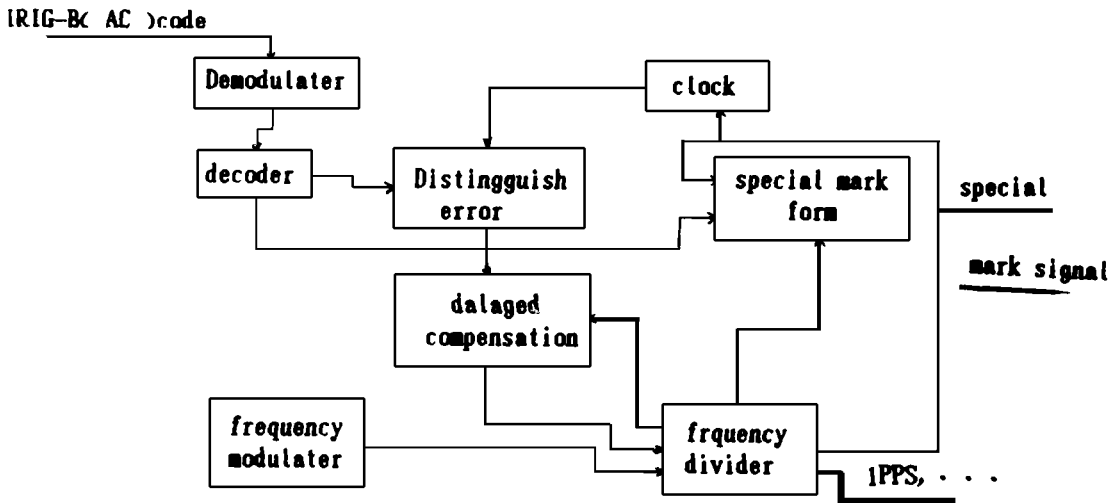 IRIG-B( AC )code
Demodulater
clock
decoder
Distingguish
error
special mark
form
special
mark signal
dalaged
compensation
frequency
modulater
frquency
divider
1PPS, . . .